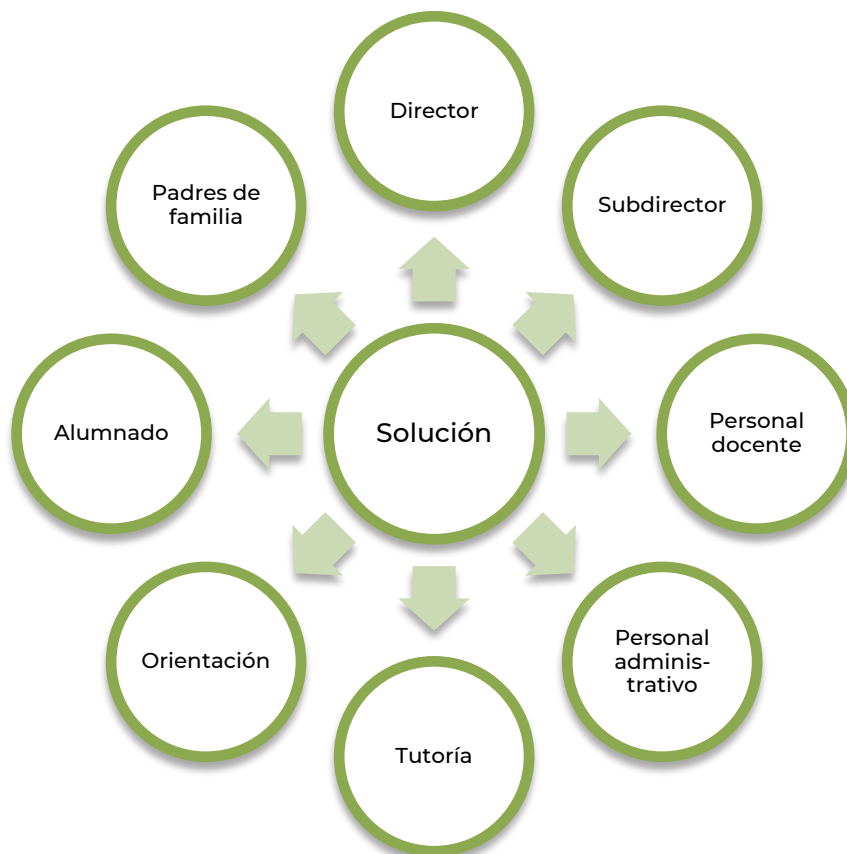 Director
Padres de
familia
Subdirector
Alumnado
Solución
Personal
docente
Orientación
Personal
adminis-
trativo
Tutoría